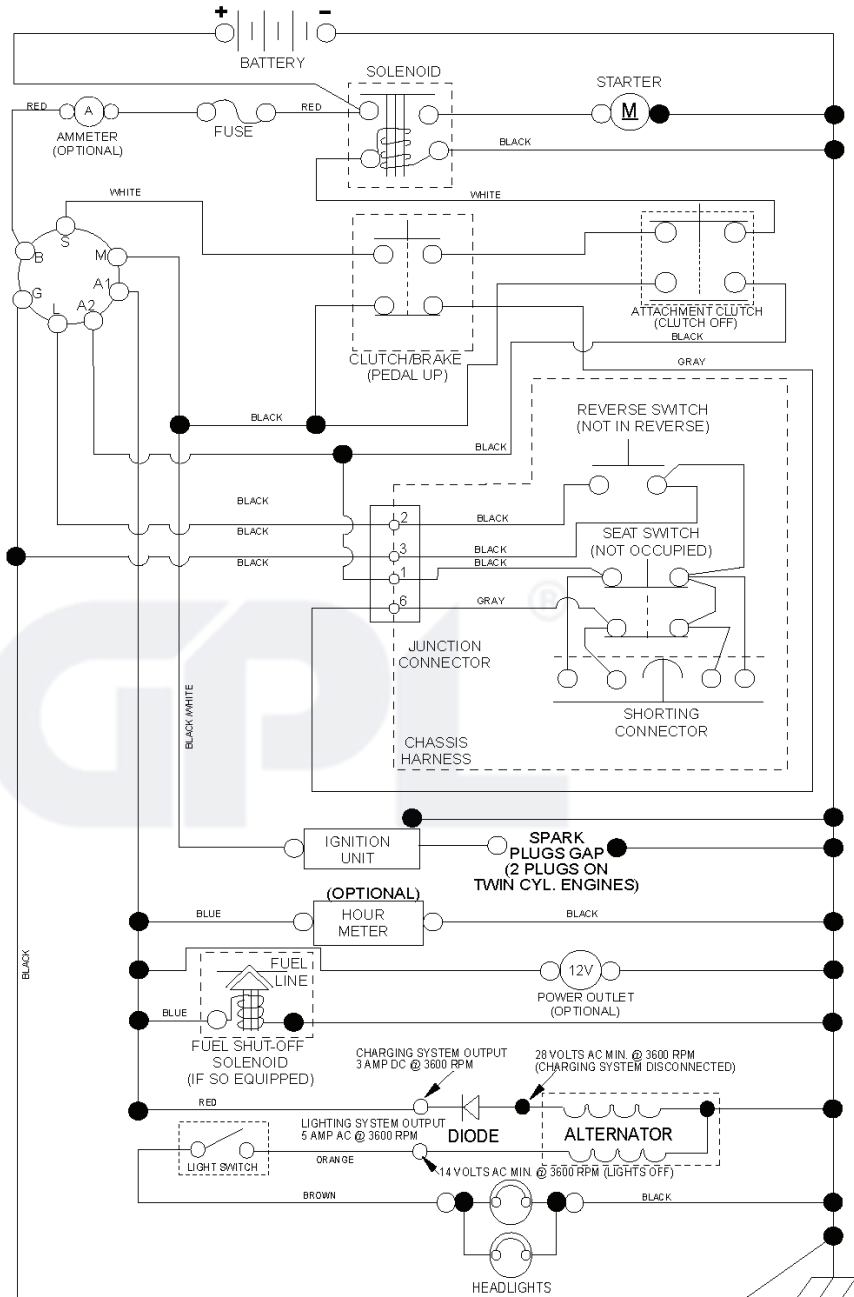 + -
BATTERY
SOLENOID
STARTER
RED
A
RED
M
FUSE
AMMETER
(OPTIONAL)
BLACK
WHITE
WHITE
S
B
M
G
A1
L
A2
ATTACHMENT CLUTCH
(CLUTCH OFF)
BLACK
CLUTCH/BRAKE
(PEDAL UP)
GRAY
BLACK
REVERSE SWITCH
(NOT IN REVERSE)
BLACK
BLACK
2
BLACK
BLACK
SEAT SWITCH
(NOT OCCUPIED)
3
BLACK
BLACK
BLACK
1
6
GRAY
®
JUNCTION
CONNECTOR
SHORTING
CONNECTOR
BLACK/WHITE
CHASSIS
HARNESS
GPL
IGNITION
UNIT
SPARK
PLUGS GAP
(2 PLUGS ON
TWIN CYL. ENGINES)
(OPTIONAL)
BLUE
HOUR
METER
BLACK
BLACK
FUEL
LINE
12V
POWER OUTLET
(OPTIONAL)
BLUE
FUEL SHUT-OFF
SOLENOID
(IF SO EQUIPPED)
CHARGING SYSTEM OUTPUT
3 AMP DC @ 3600 RPM
28 VOLTS AC MIN. @ 3600 RPM
(CHARGING SYSTEM DISCONNECTED)
RED
LIGHTING SYSTEM OUTPUT
5 AMP AC @ 3600 RPM
DIODE
ALTERNATOR
LIGHT SWITCH
ORANGE
14 VOLTS AC MIN. @ 3600 RPM (LIGHTS OFF)
BROWN
BLACK
HEADLIGHTS